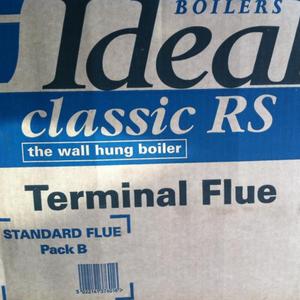 BOILERS
Ideal
classic RS
the wall hung boiler
Terminal Flue
STANDARD FLUE
Pack B